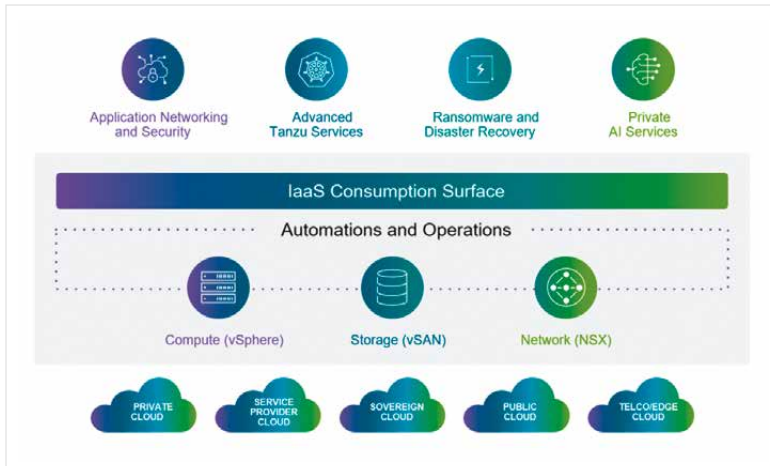 Application Networking
and Security
Advanced
Tanzu Services
Ransomware and
Disaster Recovery
Private
AI Services
IaaS Consumption Surface
Automations and Operations
Compute (vSphere)
Storage (vSAN)
Network (NSX)
PRIVATE
CLOUD
SERVICE
PROVIDER
CLOUD
SOVEREIGN
CLOUD
PUBLIC
CLOUD
TELCO/EDGE
CLOUD